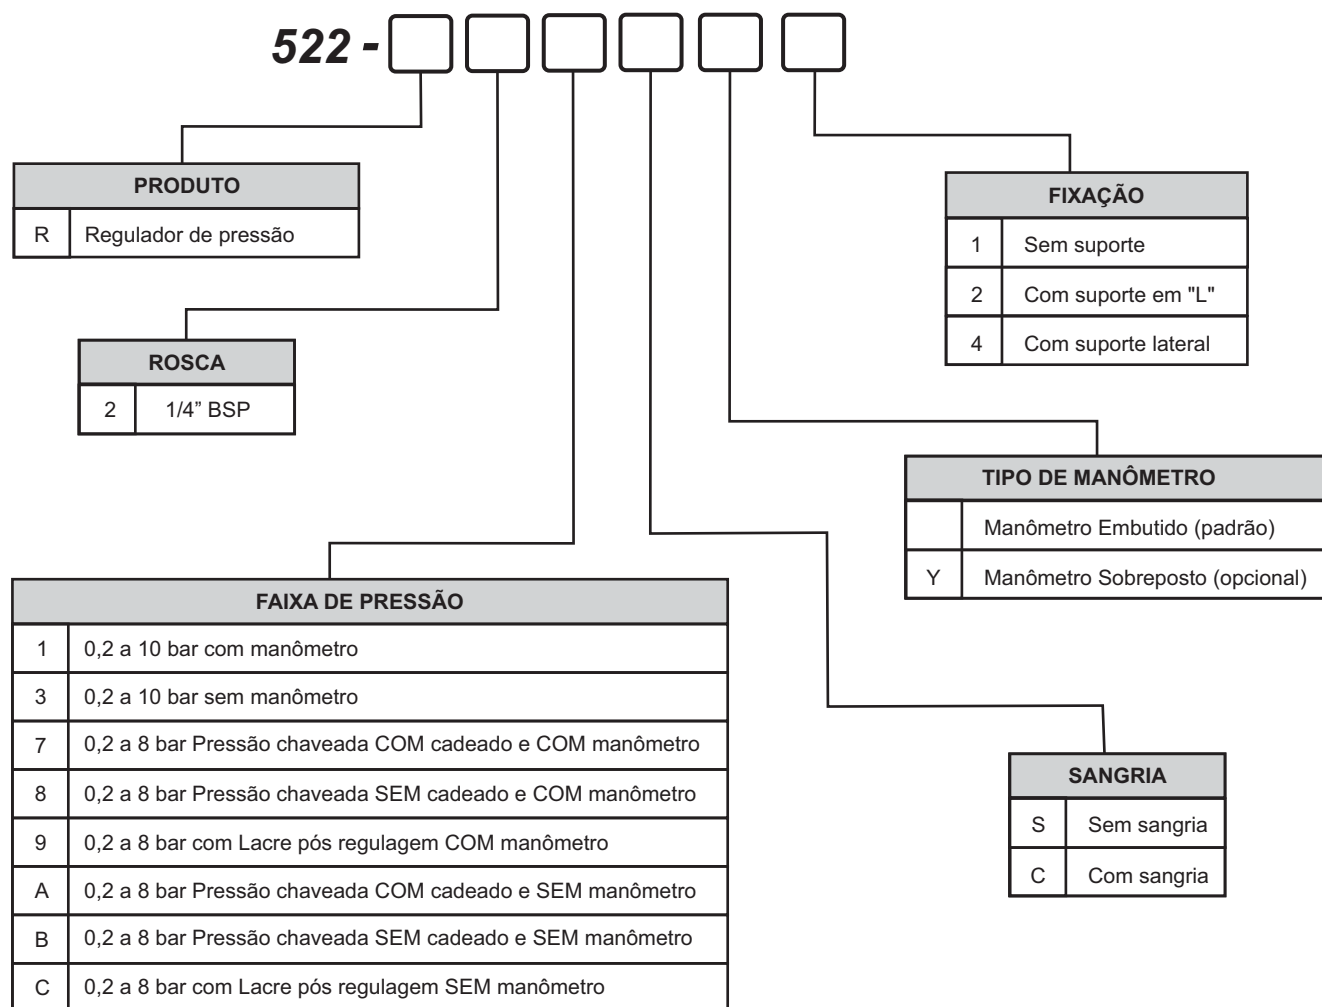 522 -
PRODUTO
R Regulador de pressão
ROSCA
2 1/4” BSP
FAIXA DE PRESSÃO
1 0,2 a 10 bar com manômetro
3 0,2 a 10 bar sem manômetro
7 0,2 a 8 bar Pressão chaveada COM cadeado e COM manômetro
8 0,2 a 8 bar Pressão chaveada SEM cadeado e COM manômetro
9 0,2 a 8 bar com Lacre pós regulagem COM manômetro
A 0,2 a 8 bar Pressão chaveada COM cadeado e SEM manômetro
B 0,2 a 8 bar Pressão chaveada SEM cadeado e SEM manômetro
C 0,2 a 8 bar com Lacre pós regulagem SEM manômetro
FIXAÇÃO
1 Sem suporte
2 Com suporte em "L"
4 Com suporte lateral
TIPO DE MANÔMETRO
Manômetro Embutido (padrão)
Y Manômetro Sobreposto (opcional)
SANGRIA
S Sem sangria
C Com sangria